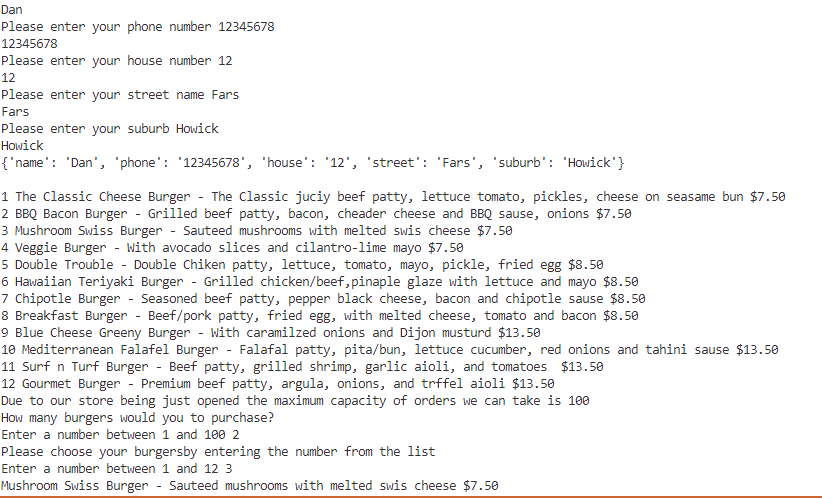 Dan
Please enter your phone number 12345678
12345678
Please enter your house number 12
12
Please enter your street name Fars
Fars
Please enter your suburb Howick
Howick
{'name': 'Dan', 'phone': '12345678', 'house': '12', 'street': 'Fars', 'suburb': 'Howick'}
1 The Classic Cheese Burger - The Classic juciy beef patty, lettuce tomato, pickles, cheese on seasame bun $7.50
2 BBQ Bacon Burger - Grilled beef patty, bacon, cheader cheese and BBQ sause, onions $7.50
3 Mushroom Swiss Burger - Sauteed mushrooms with melted swis cheese $7.50
4 Veggie Burger - With avocado slices and cilantro-lime mayo $7.50
5 Double Trouble - Double Chiken patty, lettuce, tomato, mayo, pickle, fried egg $8.50
6 Hawaiian Teriyaki Burger - Grilled chicken/beef,pinaple glaze with lettuce and mayo $8.50
7 Chipotle Burger - Seasoned beef patty, pepper black cheese, bacon and chipotle sause $8.50
8 Breakfast Burger - Beef/pork patty, fried egg, with melted cheese, tomato and bacon $8.50
9 Blue Cheese Greeny Burger - With caramilzed onions and Dijon musturd $13.50
10 Mediterranean Falafel Burger - Falafal patty, pita/bun, lettuce cucumber, red onions and tahini sause $13.50
11 Surf n Turf Burger - Beef patty, grilled shrimp, garlic aioli, and tomatoes  $13.50
12 Gourmet Burger - Premium beef patty, argula, onions, and trffel aioli $13.50
Due to our store being just opened the maximum capacity of orders we can take is 100
How many burgers would you to purchase?
Enter a number between 1 and 100 2
Please choose your burgersby entering the number from the list
Enter a number between 1 and 12 3
Mushroom Swiss Burger - Sauteed mushrooms with melted swis cheese $7.50